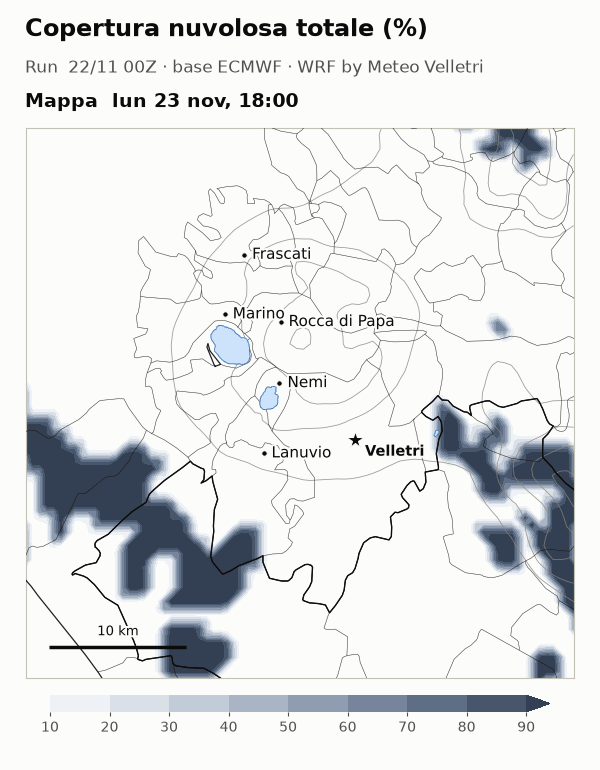 Copertura nuvolosa totale (%)
Run  22/11 00Z · base ECMWF · WRF by Meteo Velletri
Mappa  lun 23 nov, 18:00
Frascati
Marino
Rocca di Papa
Nemi
Velletri
Lanuvio
10 km
10 20 30 40 50 60 70 80 90